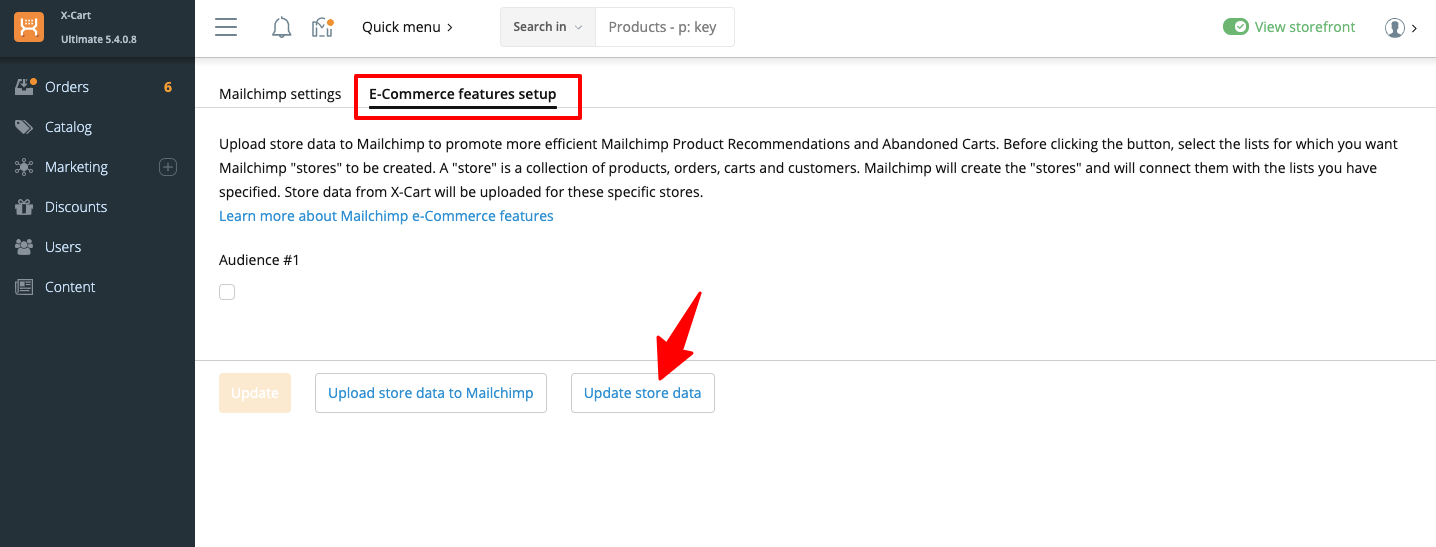 X-Cart
Ultimate 5.4.0.8
Quick menu
Search in
Products - p: key
View storefront
Orders 6
Catalog
Marketing
Discounts
Users
Content
Mailchimp settings
E-Commerce features setup
Upload store data to Mailchimp to promote more efficient Mailchimp Product Recommendations and Abandoned Carts. Before clicking the button, select the lists for which you want
Mailchimp "stores" to be created. A "store" is a collection of products, orders, carts and customers. Mailchimp will create the "stores" and will connect them with the lists you have
specified. Store data from X-Cart will be uploaded for these specific stores.
Learn more about Mailchimp e-Commerce features
Audience #1
Update
Upload store data to Mailchimp
Update store data